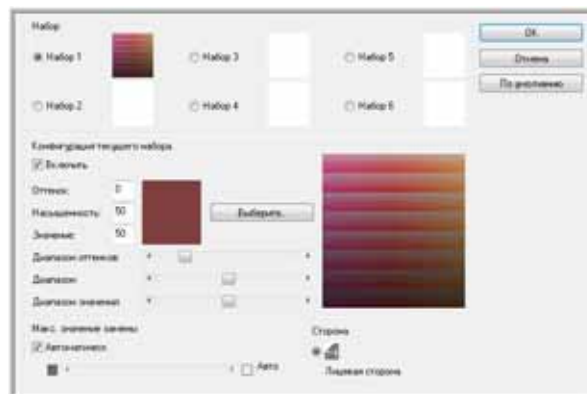 Набор
Набор 1
Набор 3
Набор 5
Набор 2
Набор 4
Набор 6
OK
Отмена
По умолчанию
Конфигурация текущего набора
Включить
Оттенок: 0
Насыщенность: 50
Значение: 50
Выберите...
Диапазон оттенков
Диапазон
Диапазон значения
Макс. значение замены
Автоматически
Авто
Сторона
Лицевая сторона